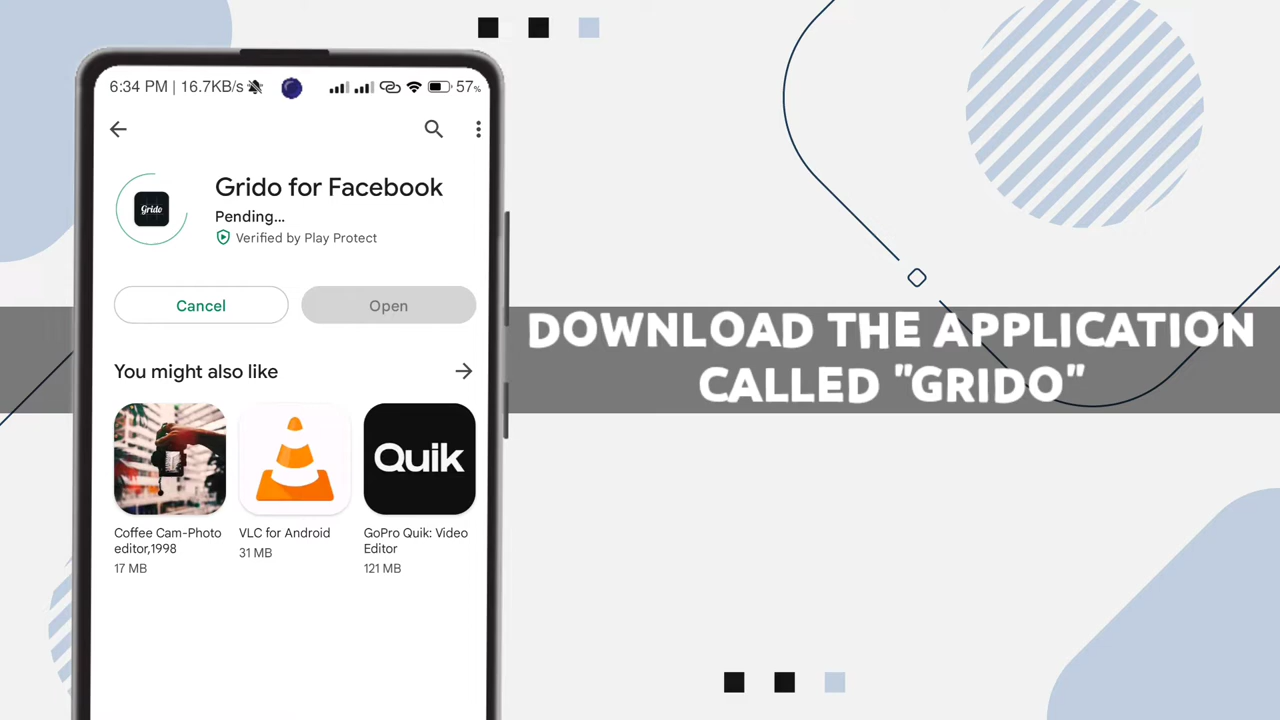 6:34 PM | 16.7KB/s 57%
Grido
Grido for Facebook
Pending...
Verified by Play Protect
Cancel
Open
DOWNLOAD THE APPLICATION
CALLED "GRIDO"
You might also like
Quik
Coffee Cam-Photo
editor,1998
17 MB
VLC for Android
31 MB
GoPro Quik: Video
Editor
121 MB